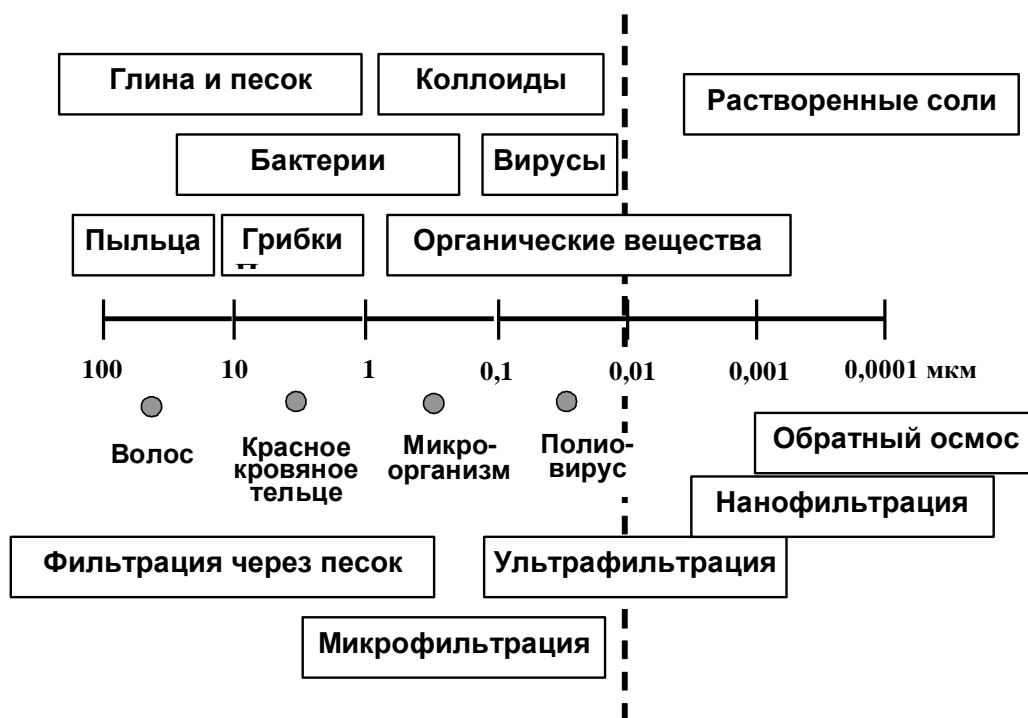 Глина и песок
Коллоиды
Растворенные соли
Бактерии
Вирусы
Пыльца
Грибки
Органические вещества
100 10 1 0,1 0,01 0,001 0,0001 мкм
Волос
Красное
кровяное
тельце
Микро-
организм
Полио-
вирус
Обратный осмос
Нанофильтрация
Фильтрация через песок
Ультрафильтрация
Микрофильтрация